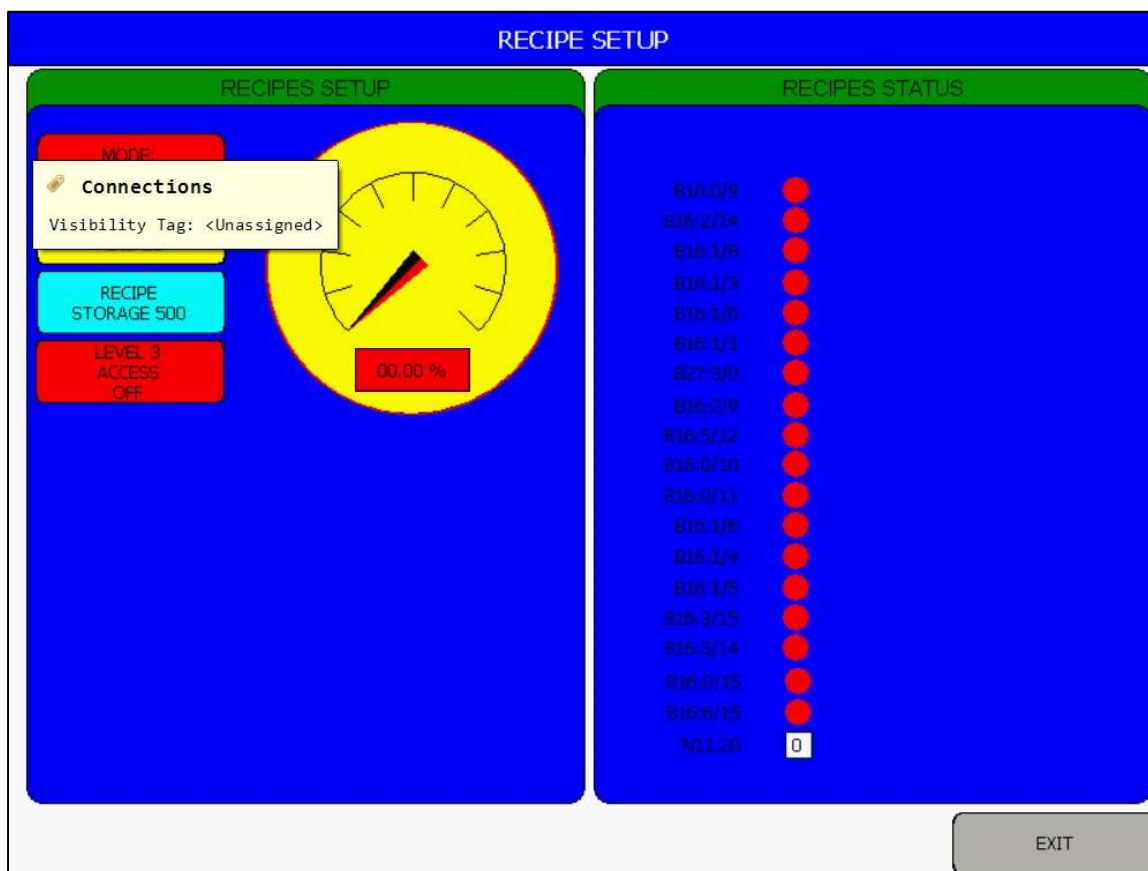 RECIPE SETUP
RECIPES SETUP
MODE:
Connections
Visibility Tag: <Unassigned>
RECIPE
STORAGE 500
LEVEL 3
ACCESS
OFF
00.00 %
RECIPES STATUS
B16:0/9
B16:2/14
B16:1/8
B16:1/3
B16:1/0
B16:1/1
B27:3/0
B16:2/9
B16:5/12
B16:0/10
B16:0/11
B16:1/6
B16:1/4
B16:1/5
B16:3/15
B16:3/14
B16:0/15
B16:6/15
N11:20 0
EXIT